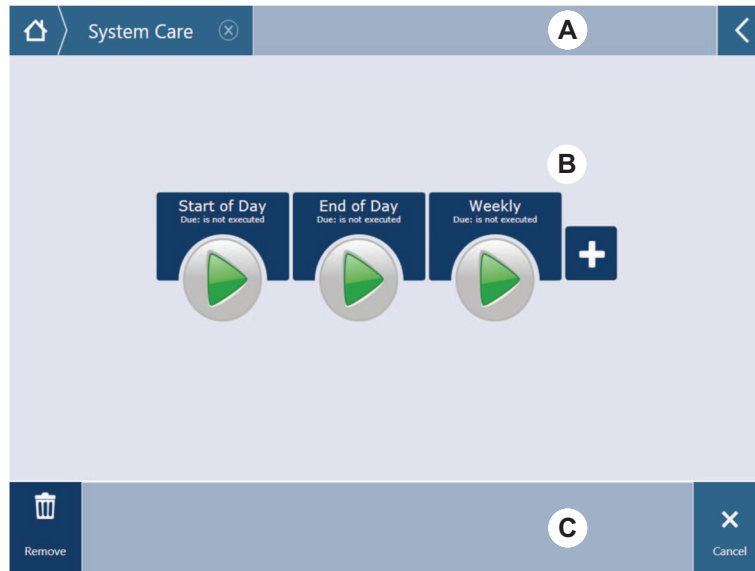 System Care
A
B
Start of Day
Due: is not executed
End of Day
Due: is not executed
Weekly
Due: is not executed
C
Remove
Cancel